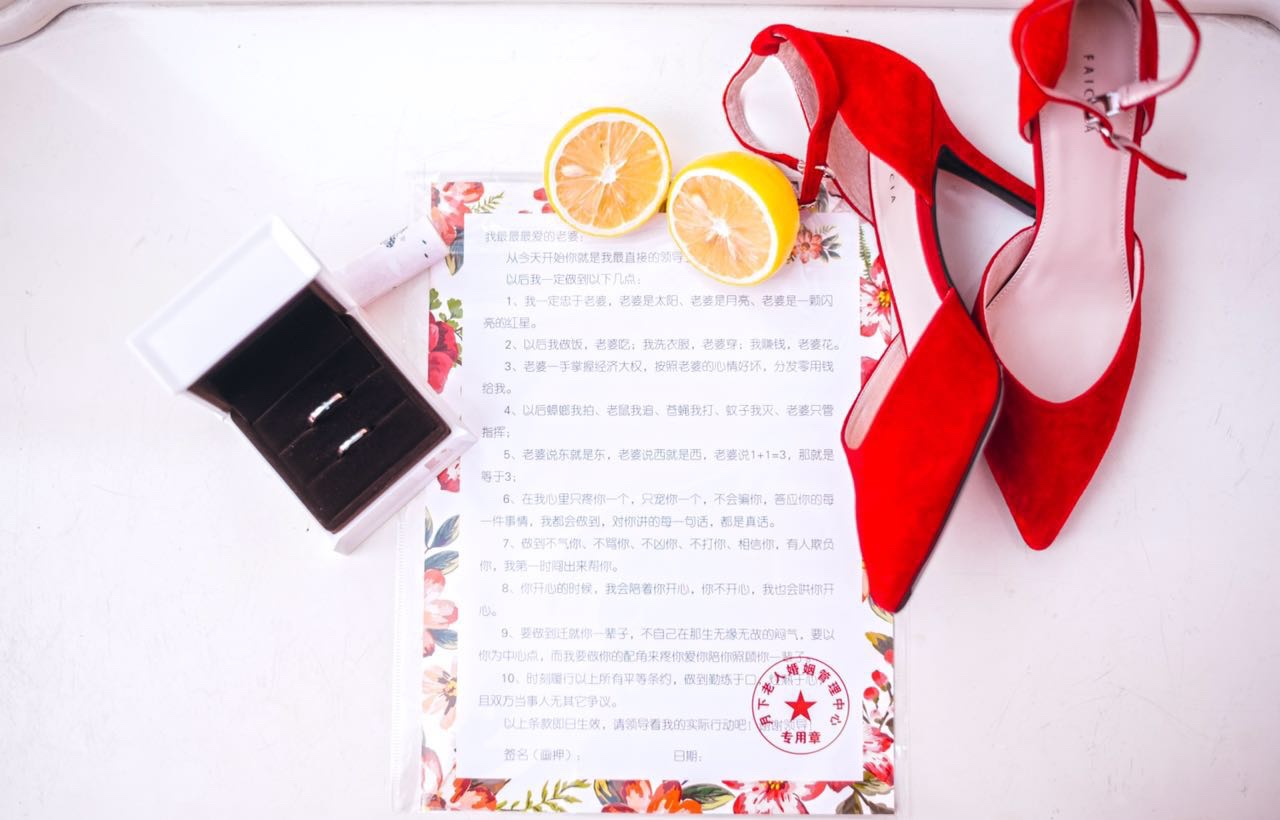 我最最最爱的老婆：
从今天开始你就是我最直接的领导
以后我一定做到以下几点：
1、我一定忠于老婆，老婆是太阳、老婆是月亮、老婆是一颗闪
亮的红星。
2、以后我做饭，老婆吃；我洗衣服，老婆穿；我赚钱，老婆花。
3、老婆一手掌握经济大权，按照老婆的心情好坏，分发零用钱
给我。
4、以后蟑螂我拍、老鼠我追、苍蝇我打、蚊子我灭、老婆只管
指挥；
5、老婆说东就是东，老婆说西就是西，老婆说1+1=3，那就是
等于3；
6、在我心里只疼你一个，只宠你一个，不会骗你，答应你的每
一件事情，我都会做到，对你讲的每一句话，都是真话。
7、做到不气你、不骂你、不凶你、不打你、相信你，有人欺负
你，我第一时间出来帮你。
8、你开心的时候，我会陪着你开心，你不开心，我也会哄你开
心。
9、要做到迁就你一辈子，不自己在那生无缘无故的闷气，要以
你为中心点，而我要做你的配角来疼你爱你陪你照顾你一辈子
10、时刻履行以上所有平等条约，做到勤练于口，
且双方当事人无其它争议。
以上条款即日生效，请领导看我的实际行动吧！谢谢领导
签名（画押）： 日期：
月下老人婚姻管理中心
专用章
FAIC A
CIA